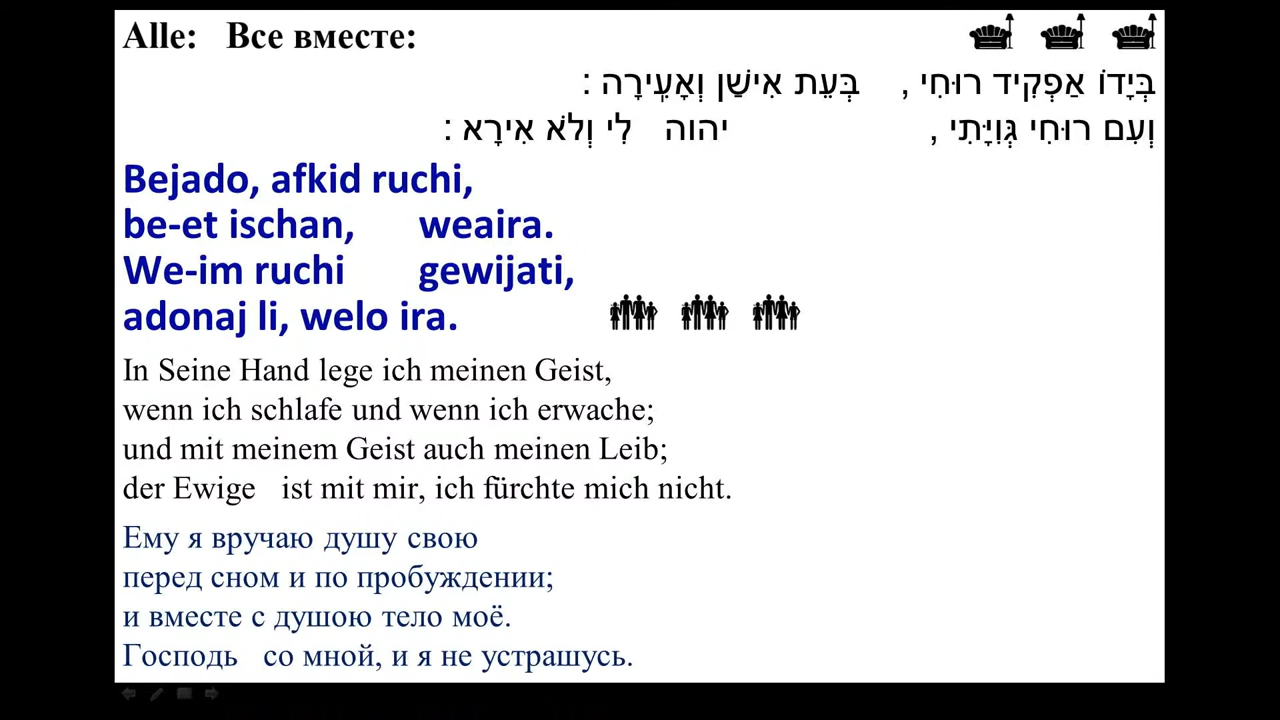 Alle: Все вместе:
בְּיָדוֹ אַפְקִיד רוּחִי , בְּעֵת אִישַׁן וְאָעִֽירָה :
וְעִם רוּחִי גְּוִיָּתִי , יהוה לִי וְלֹא אִירָא :
Bejado, afkid ruchi,
be-et ischan, weaira.
We-im ruchi gewijati,
adonaj li, welo ira.
In Seine Hand lege ich meinen Geist,
wenn ich schlafe und wenn ich erwache;
und mit meinem Geist auch meinen Leib;
der Ewige ist mit mir, ich fürchte mich nicht.
Ему я вручаю душу свою
перед сном и по пробуждении;
и вместе с душою тело моё.
Господь со мной, и я не устрашусь.